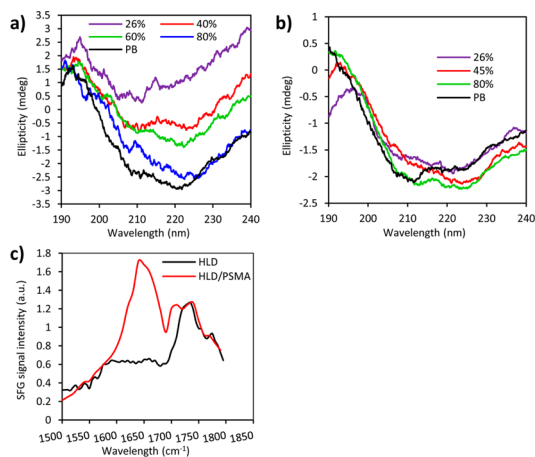 a)
26% 40%
60% 80%
PB
Ellipticity (mdeg)
3.5
3
2.5
2
1.5
1
0.5
0
-0.5
-1
-1.5
-2
-2.5
-3
-3.5
190 200 210 220 230 240
Wavelength (nm)
b)
26%
45%
80%
PB
Ellipticity (mdeg)
1
0.5
0
-0.5
-1
-1.5
-2
-2.5
190 200 210 220 230 240
Wavelength (nm)
c)
HLD
HLD/PSMA
SFG signal intensity (a.u.)
1.8
1.6
1.4
1.2
1
0.8
0.6
0.4
0.2
0
1500 1550 1600 1650 1700 1750 1800 1850
Wavelength (cm-1)